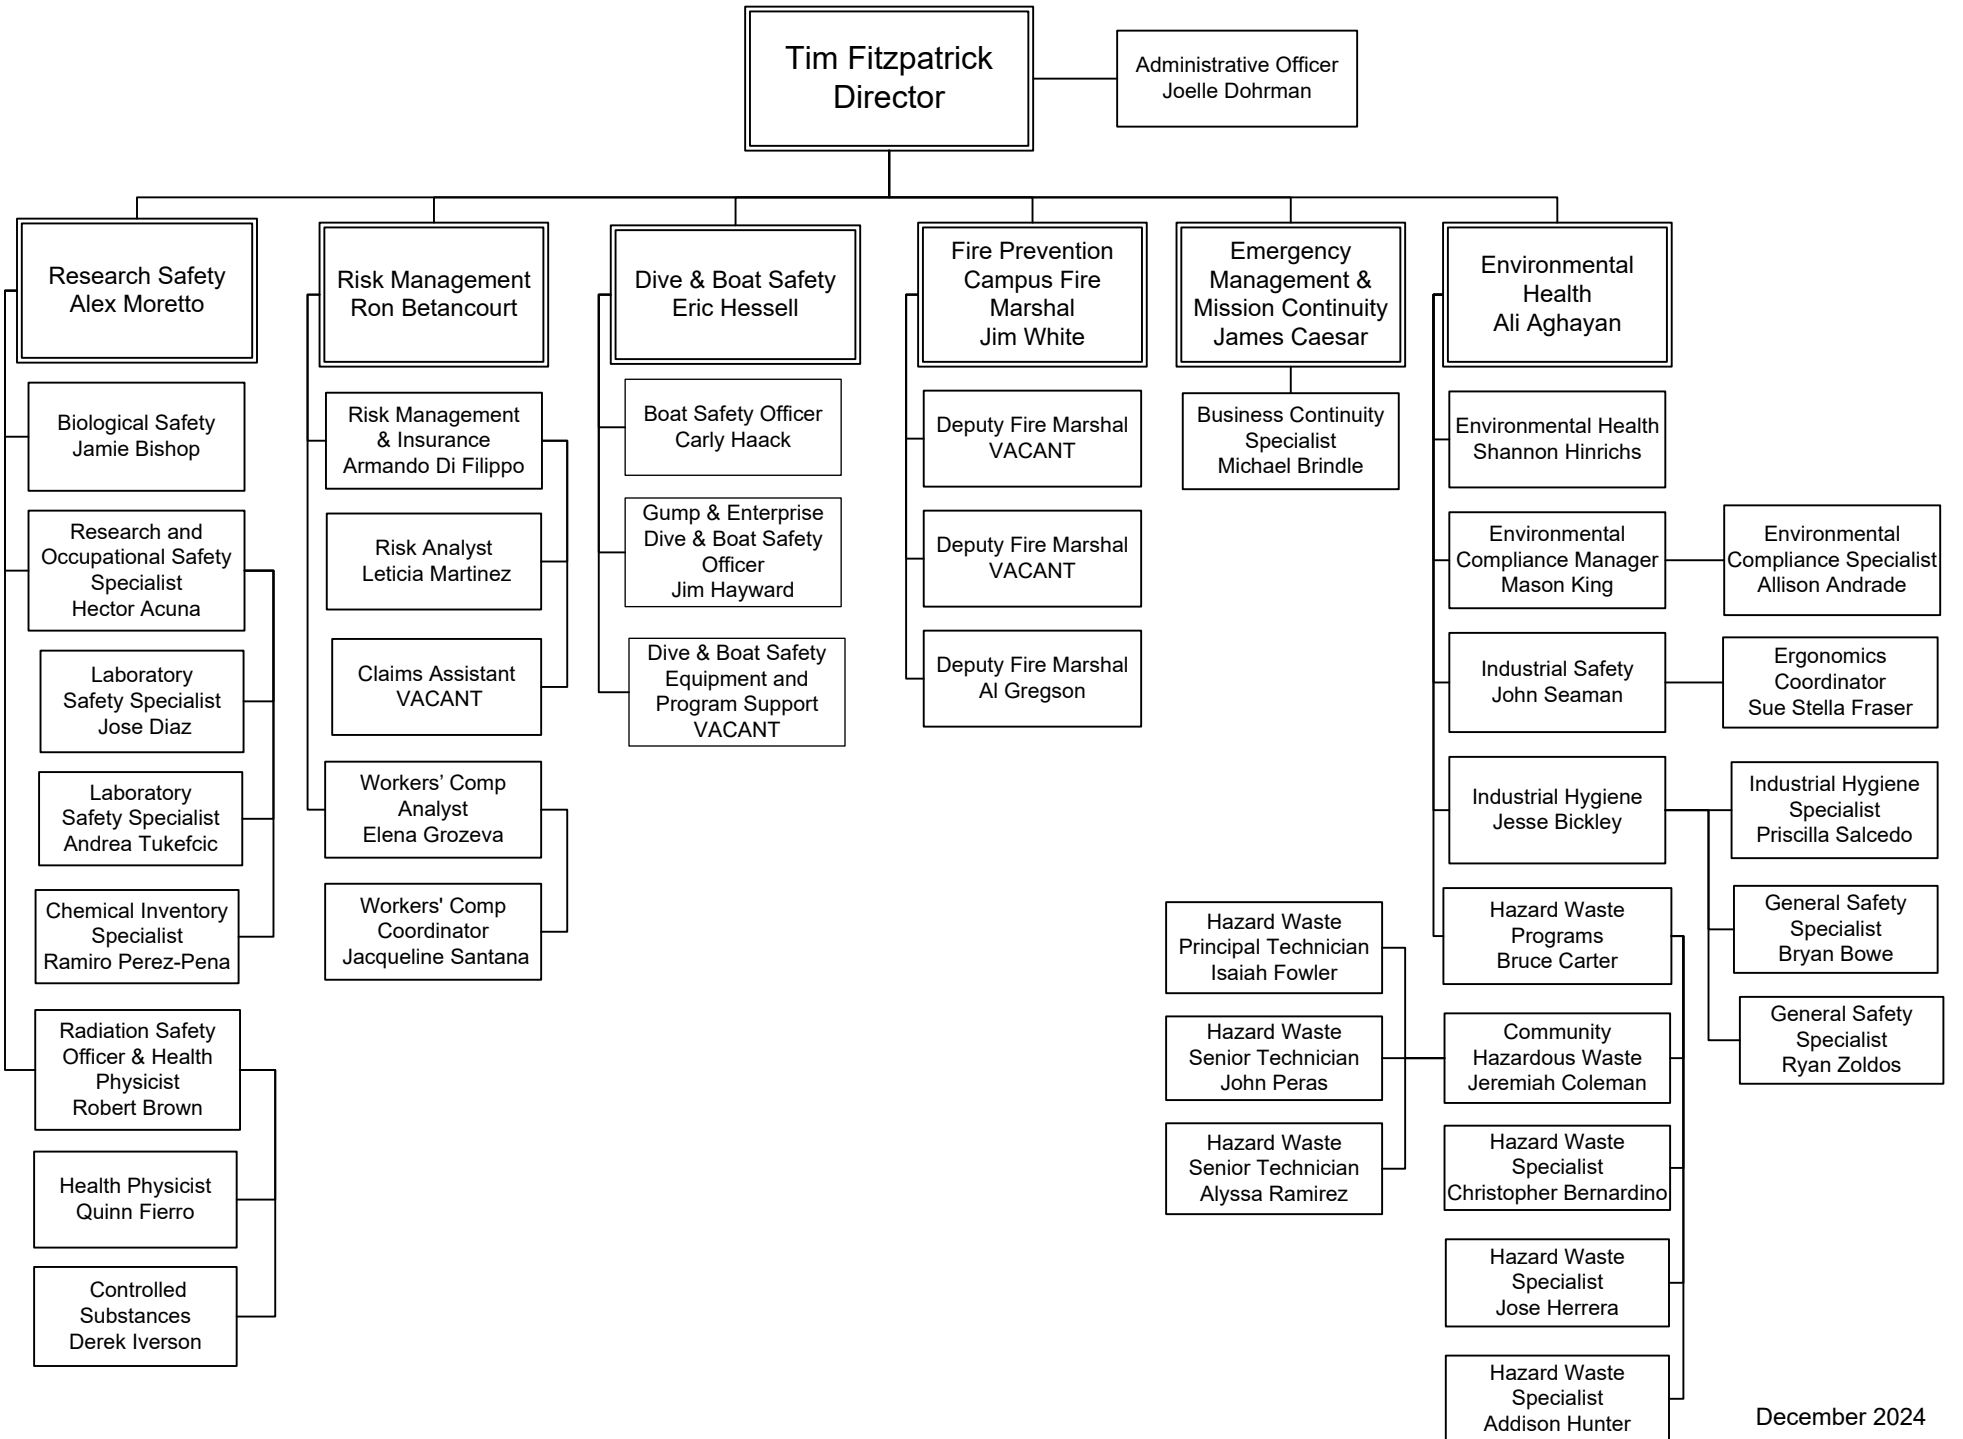 Tim Fitzpatrick
Director
Administrative Officer
Joelle Dohrman
Research Safety
Alex Moretto
Biological Safety
Jamie Bishop
Research and
Occupational Safety
Specialist
Hector Acuna
Laboratory
Safety Specialist
Jose Diaz
Laboratory
Safety Specialist
Andrea Tukefcic
Chemical Inventory
Specialist
Ramiro Perez-Pena
Radiation Safety
Officer & Health
Physicist
Robert Brown
Health Physicist
Quinn Fierro
Controlled
Substances
Derek Iverson
Risk Management
Ron Betancourt
Risk Management
& Insurance
Armando Di Filippo
Risk Analyst
Leticia Martinez
Claims Assistant
VACANT
Workers’ Comp
Analyst
Elena Grozeva
Workers' Comp
Coordinator
Jacqueline Santana
Dive & Boat Safety
Eric Hessell
Boat Safety Officer
Carly Haack
Gump & Enterprise
Dive & Boat Safety
Officer
Jim Hayward
Dive & Boat Safety
Equipment and
Program Support
VACANT
Fire Prevention
Campus Fire
Marshal
Jim White
Deputy Fire Marshal
VACANT
Deputy Fire Marshal
VACANT
Deputy Fire Marshal
Al Gregson
Emergency
Management &
Mission Continuity
James Caesar
Business Continuity
Specialist
Michael Brindle
Environmental
Health
Ali Aghayan
Environmental Health
Shannon Hinrichs
Environmental
Compliance Manager
Mason King
Environmental
Compliance Specialist
Allison Andrade
Industrial Safety
John Seaman
Ergonomics
Coordinator
Sue Stella Fraser
Industrial Hygiene
Jesse Bickley
Industrial Hygiene
Specialist
Priscilla Salcedo
General Safety
Specialist
Bryan Bowe
General Safety
Specialist
Ryan Zoldos
Hazard Waste
Programs
Bruce Carter
Community
Hazardous Waste
Jeremiah Coleman
Hazard Waste
Principal Technician
Isaiah Fowler
Hazard Waste
Senior Technician
John Peras
Hazard Waste
Senior Technician
Alyssa Ramirez
Hazard Waste
Specialist
Christopher Bernardino
Hazard Waste
Specialist
Jose Herrera
Hazard Waste
Specialist
Addison Hunter
December 2024